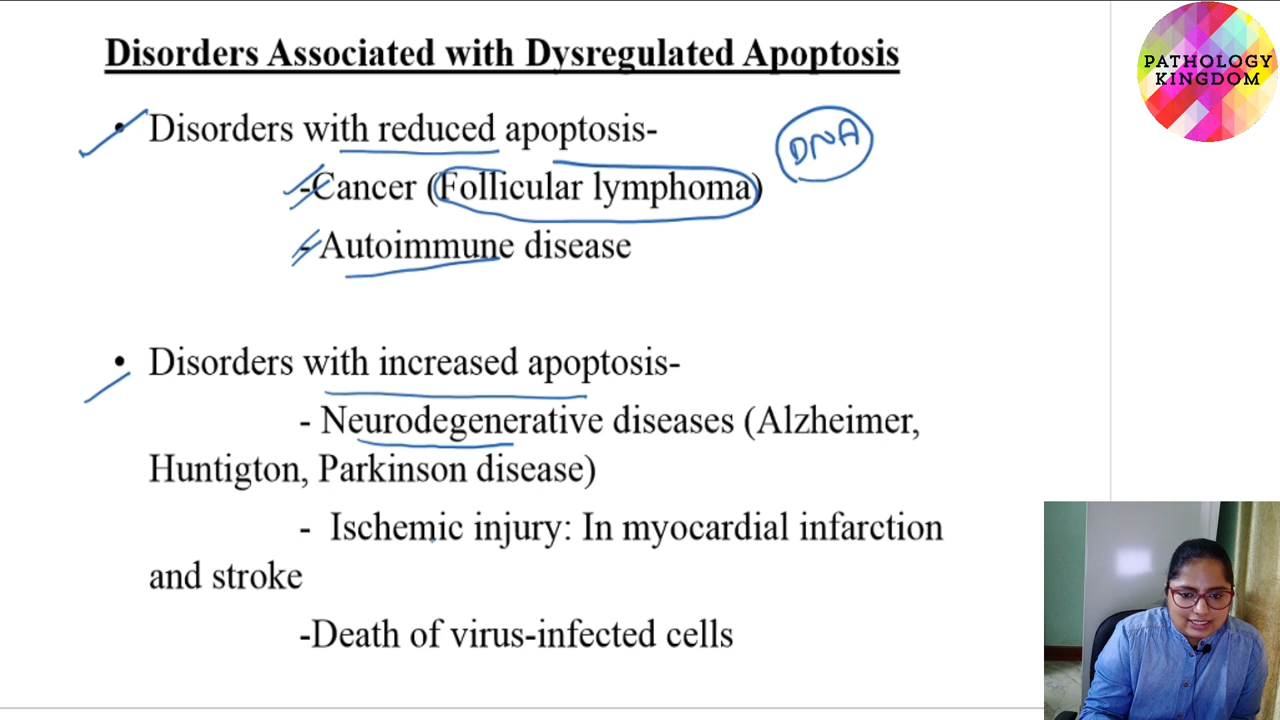 Disorders Associated with Dysregulated Apoptosis
PATHOLOGY
KINGDOM
• Disorders with reduced apoptosis-
DNA
-Cancer (Follicular lymphoma)
-Autoimmune disease
• Disorders with increased apoptosis-
- Neurodegenerative diseases (Alzheimer,
Huntigton, Parkinson disease)
- Ischemic injury: In myocardial infarction
and stroke
-Death of virus-infected cells